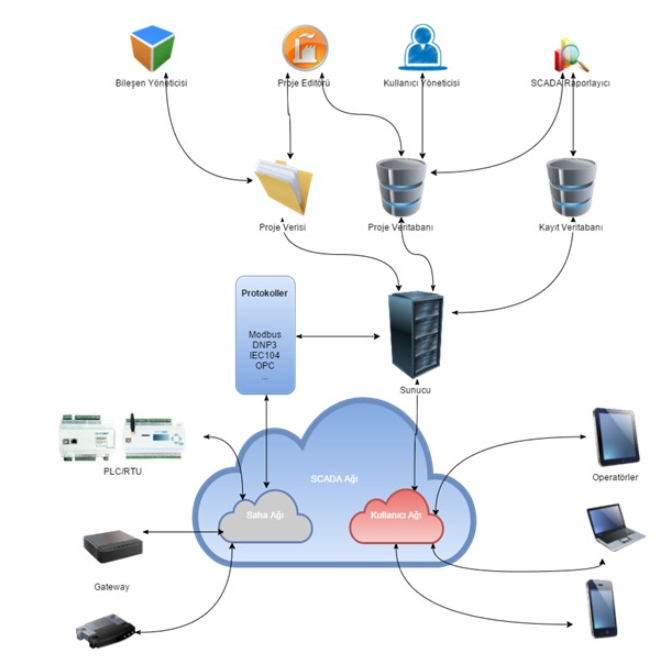 Bileşen Yöneticisi
Proje Editörü
Kullanıcı Yöneticisi
SCADA Raporlayıcı
Proje Verisi
Proje Veritabanı
Kayıt Veritabanı
Protokoller
Modbus
DNP3
IEC104
OPC
...
Sunucu
PLC/RTU
SCADA Ağı
Operatörler
Saha Ağı
Kullanıcı Ağı
Gateway